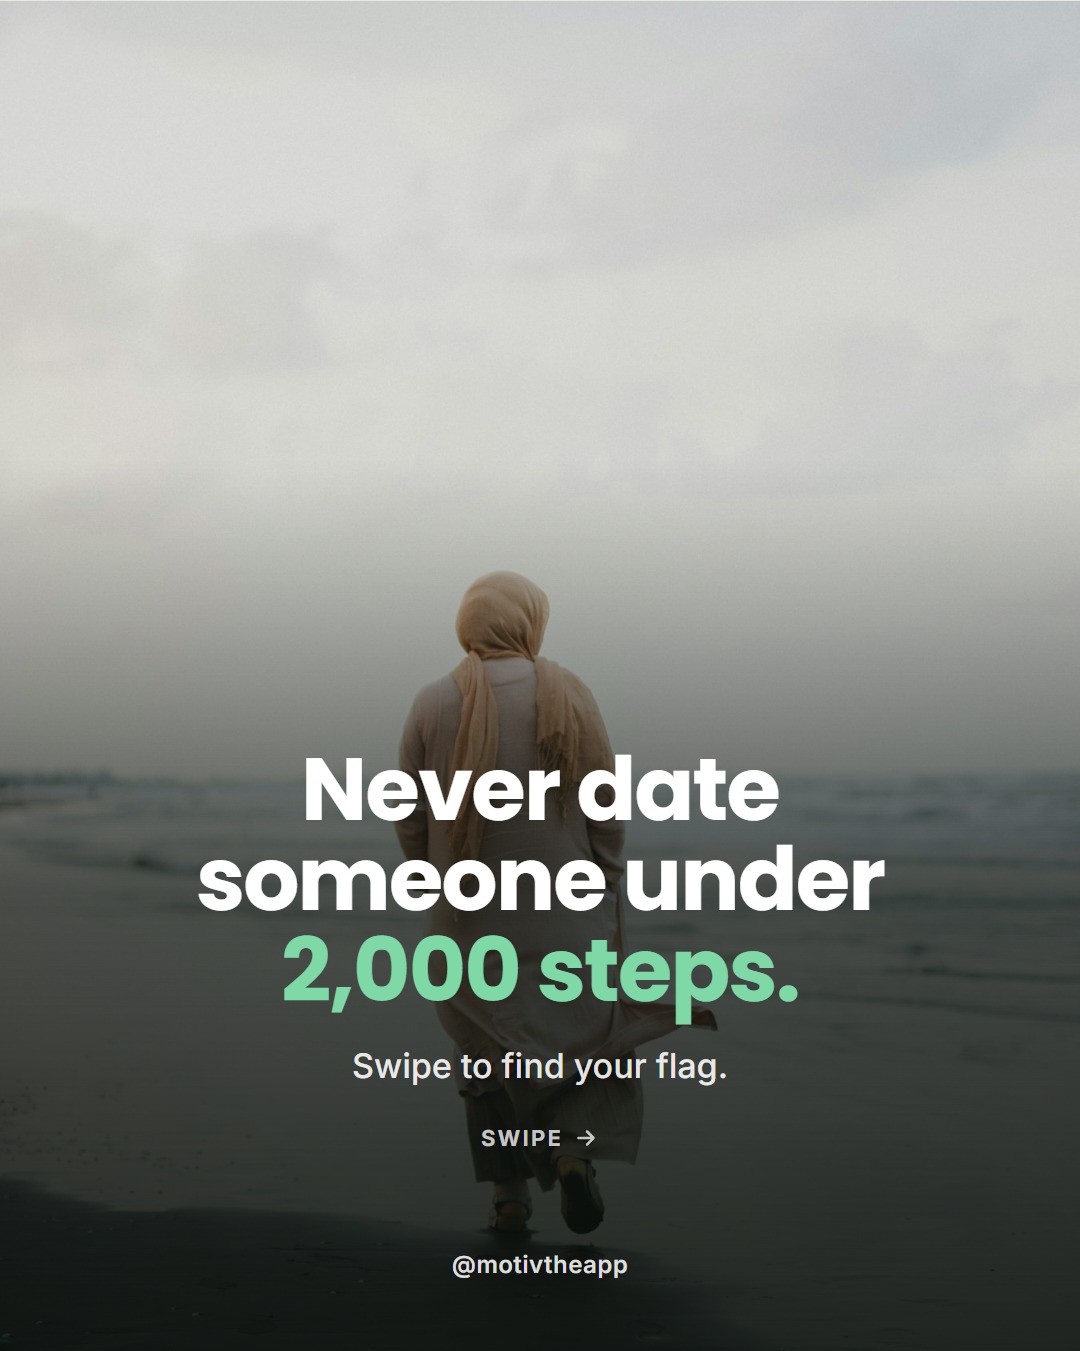 Never date
someone under
2,000 steps.
Swipe to find your flag.
SWIPE →
@motivtheapp